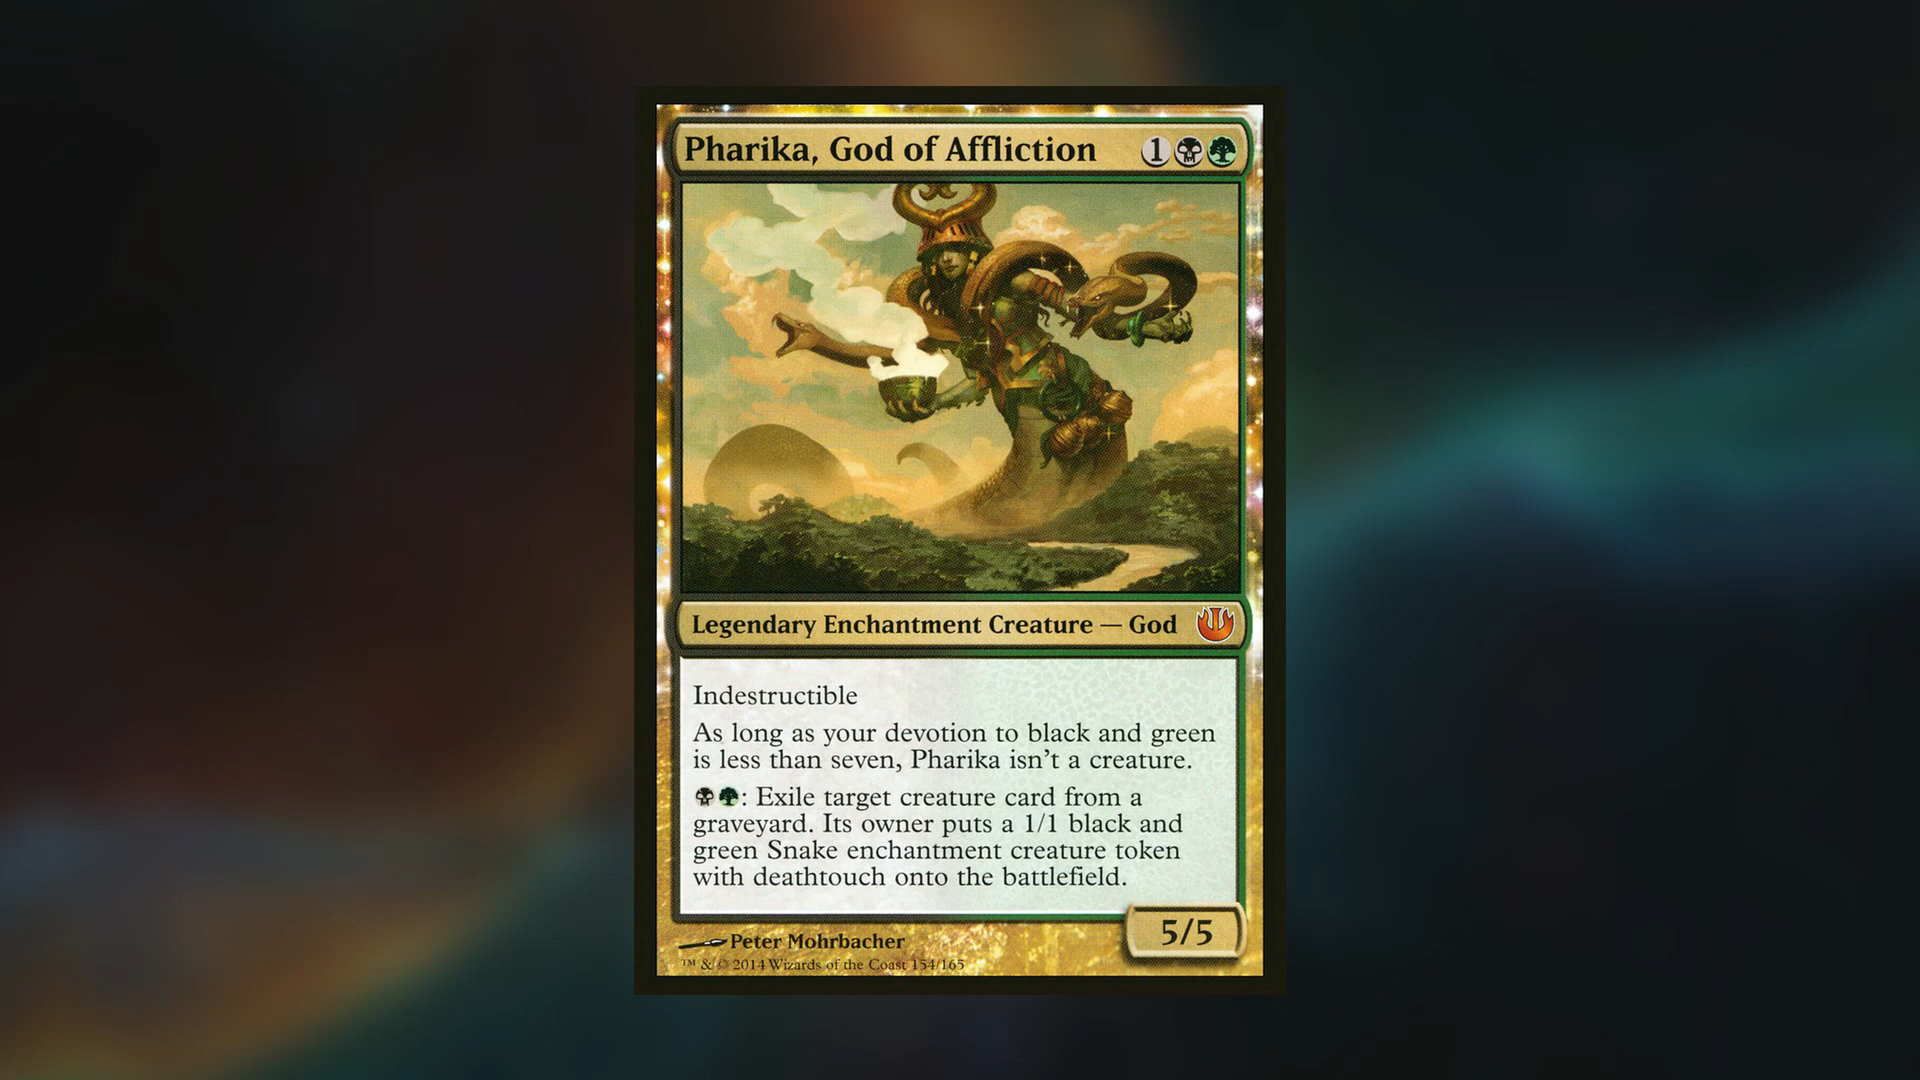 Pharika, God of Affliction 1
Legendary Enchantment Creature — God
Indestructible
As long as your devotion to black and green
is less than seven, Pharika isn't a creature.
: Exile target creature card from a
graveyard. Its owner puts a 1/1 black and
green Snake enchantment creature token
with deathtouch onto the battlefield.
5/5
Peter Mohrbacher
™ & © 2014 Wizards of the Coast 154/165